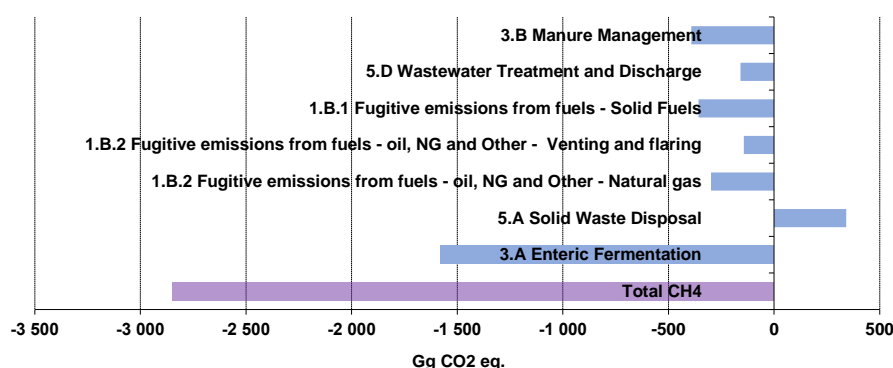 3.B Manure Management
5.D Wastewater Treatment and Discharge
1.B.1 Fugitive emissions from fuels - Solid Fuels
1.B.2 Fugitive emissions from fuels - oil, NG and Other -  Venting and flaring
1.B.2 Fugitive emissions from fuels - oil, NG and Other - Natural gas
5.A Solid Waste Disposal
3.A Enteric Fermentation
Total CH4
-3 500 -3 000 -2 500 -2 000 -1 500 -1 000 -500 0 500
Gg CO2 eq.